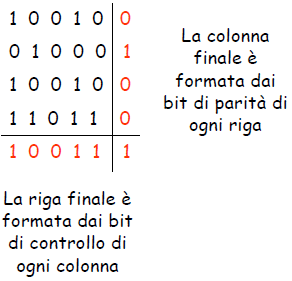 1 0 0 1 0 0
0 1 0 0 0 1
1 0 0 1 0 0
1 1 0 1 1 0
1 0 0 1 1 1
La colonna
finale è
formata dai
bit di parità di
ogni riga
La riga finale è
formata dai bit
di controllo di
ogni colonna